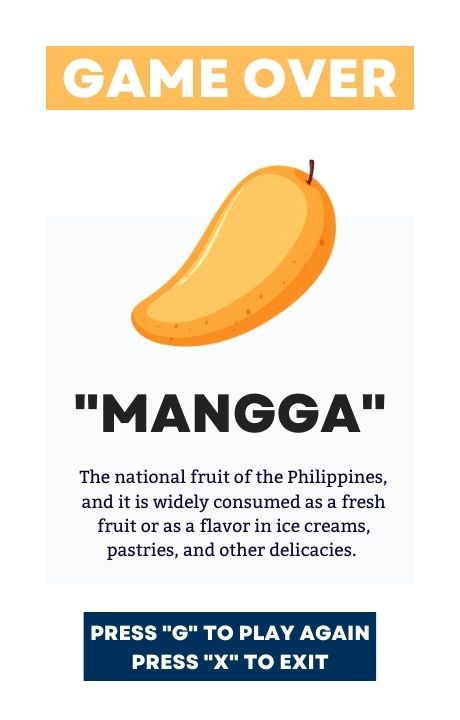 GAME OVER
"MANGGA"
The national fruit of the Philippines,
and it is widely consumed as a fresh
fruit or as a flavor in ice creams,
pastries, and other delicacies.
PRESS "G" TO PLAY AGAIN
PRESS "X" TO EXIT